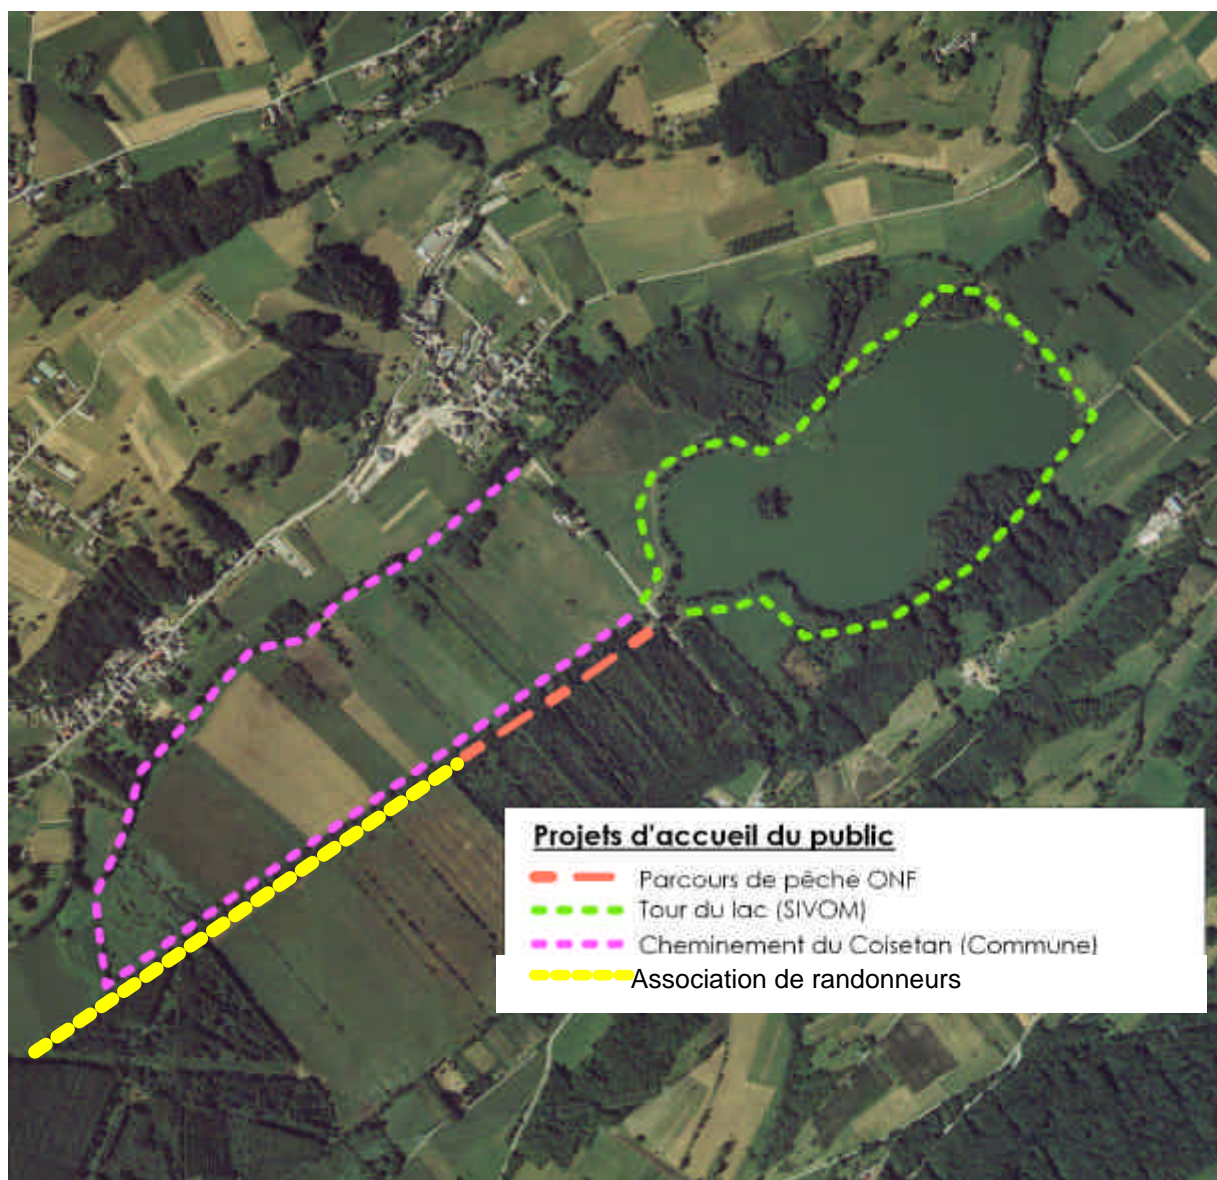 Projets d'accueil du public
Parcours de pêche ONF
Tour du lac (SIVOM)
Cheminement du Coisetan (Commune)
Association de randonneurs